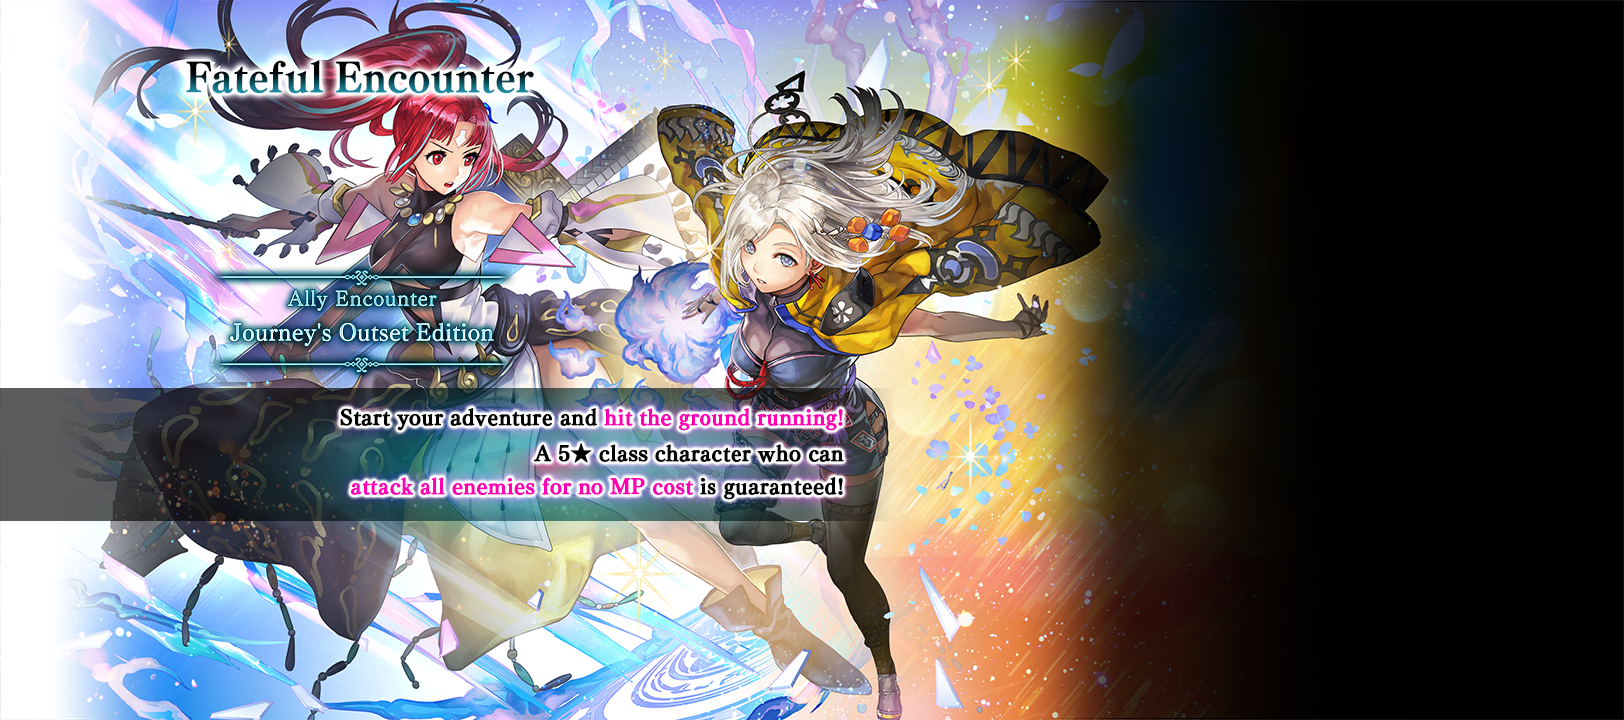 Fateful Encounter
Ally Encounter
Journey's Outset Edition
Start your adventure and hit the ground running!
A 5★ class character who can
attack all enemies for no MP cost is guaranteed!